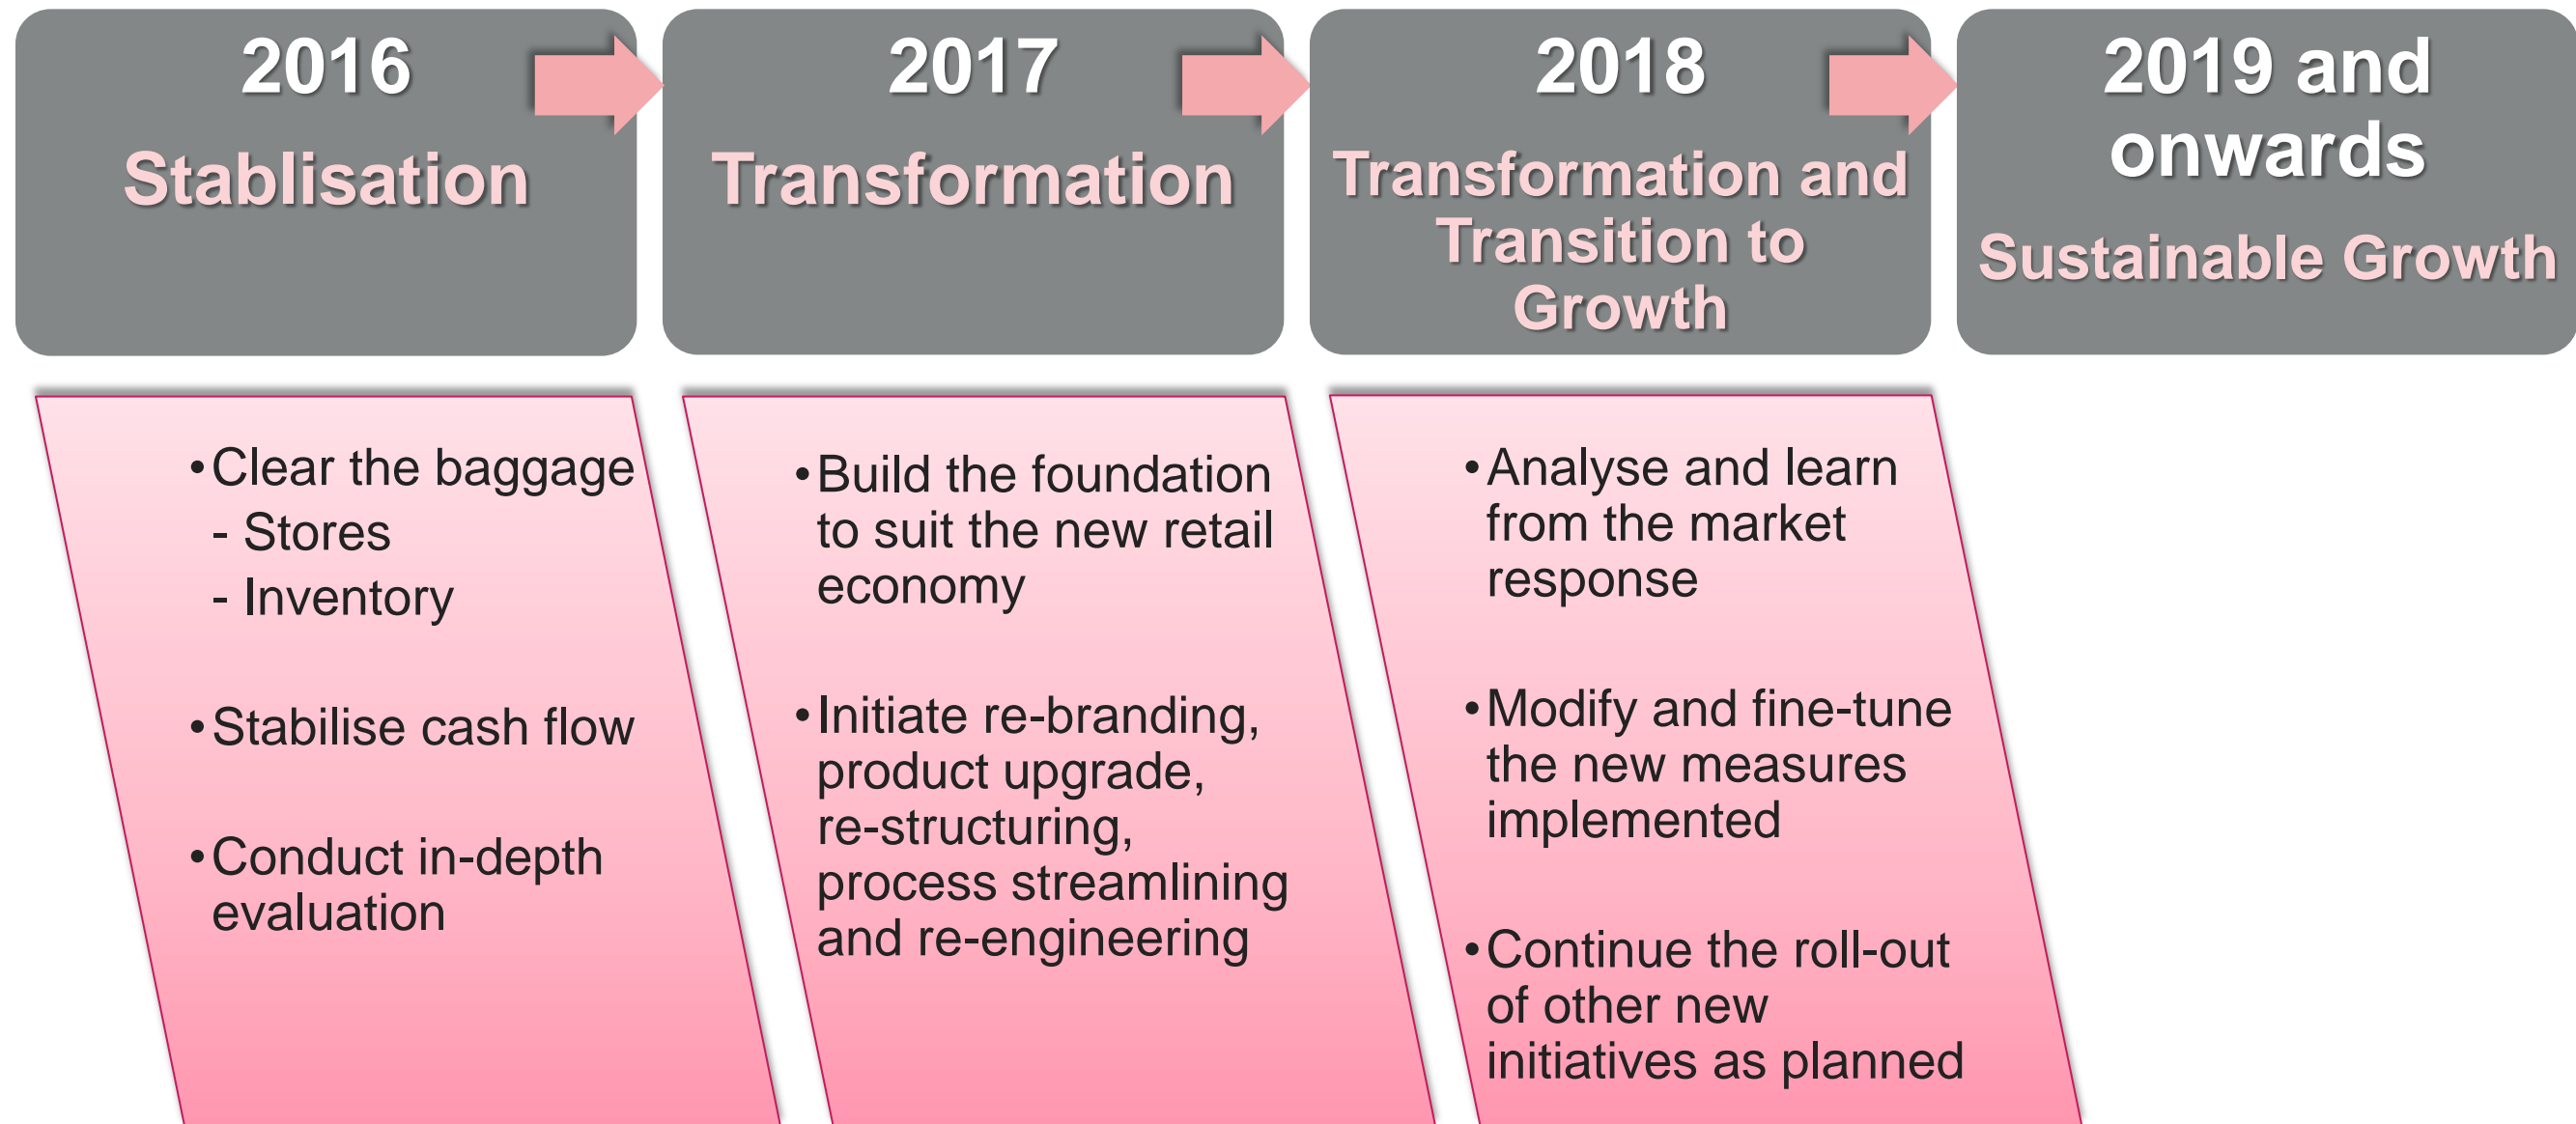 2016
Stablisation
2017
Transformation
2018
Transformation and
Transition to
Growth
2019 and
onwards
Sustainable Growth
•Clear the baggage
- Stores
- Inventory
•Stabilise cash flow
•Conduct in-depth
evaluation
•Build the foundation
to suit the new retail
economy
•Initiate re-branding,
product upgrade,
re-structuring,
process streamlining
and re-engineering
•Analyse and learn
from the market
response
•Modify and fine-tune
the new measures
implemented
•Continue the roll-out
of other new
initiatives as planned